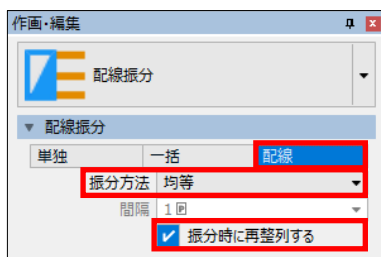 作画・編集
配線振分
配線振分
単独 一括 配線
振分方法 均等
間隔 1 P
振分時に再整列する